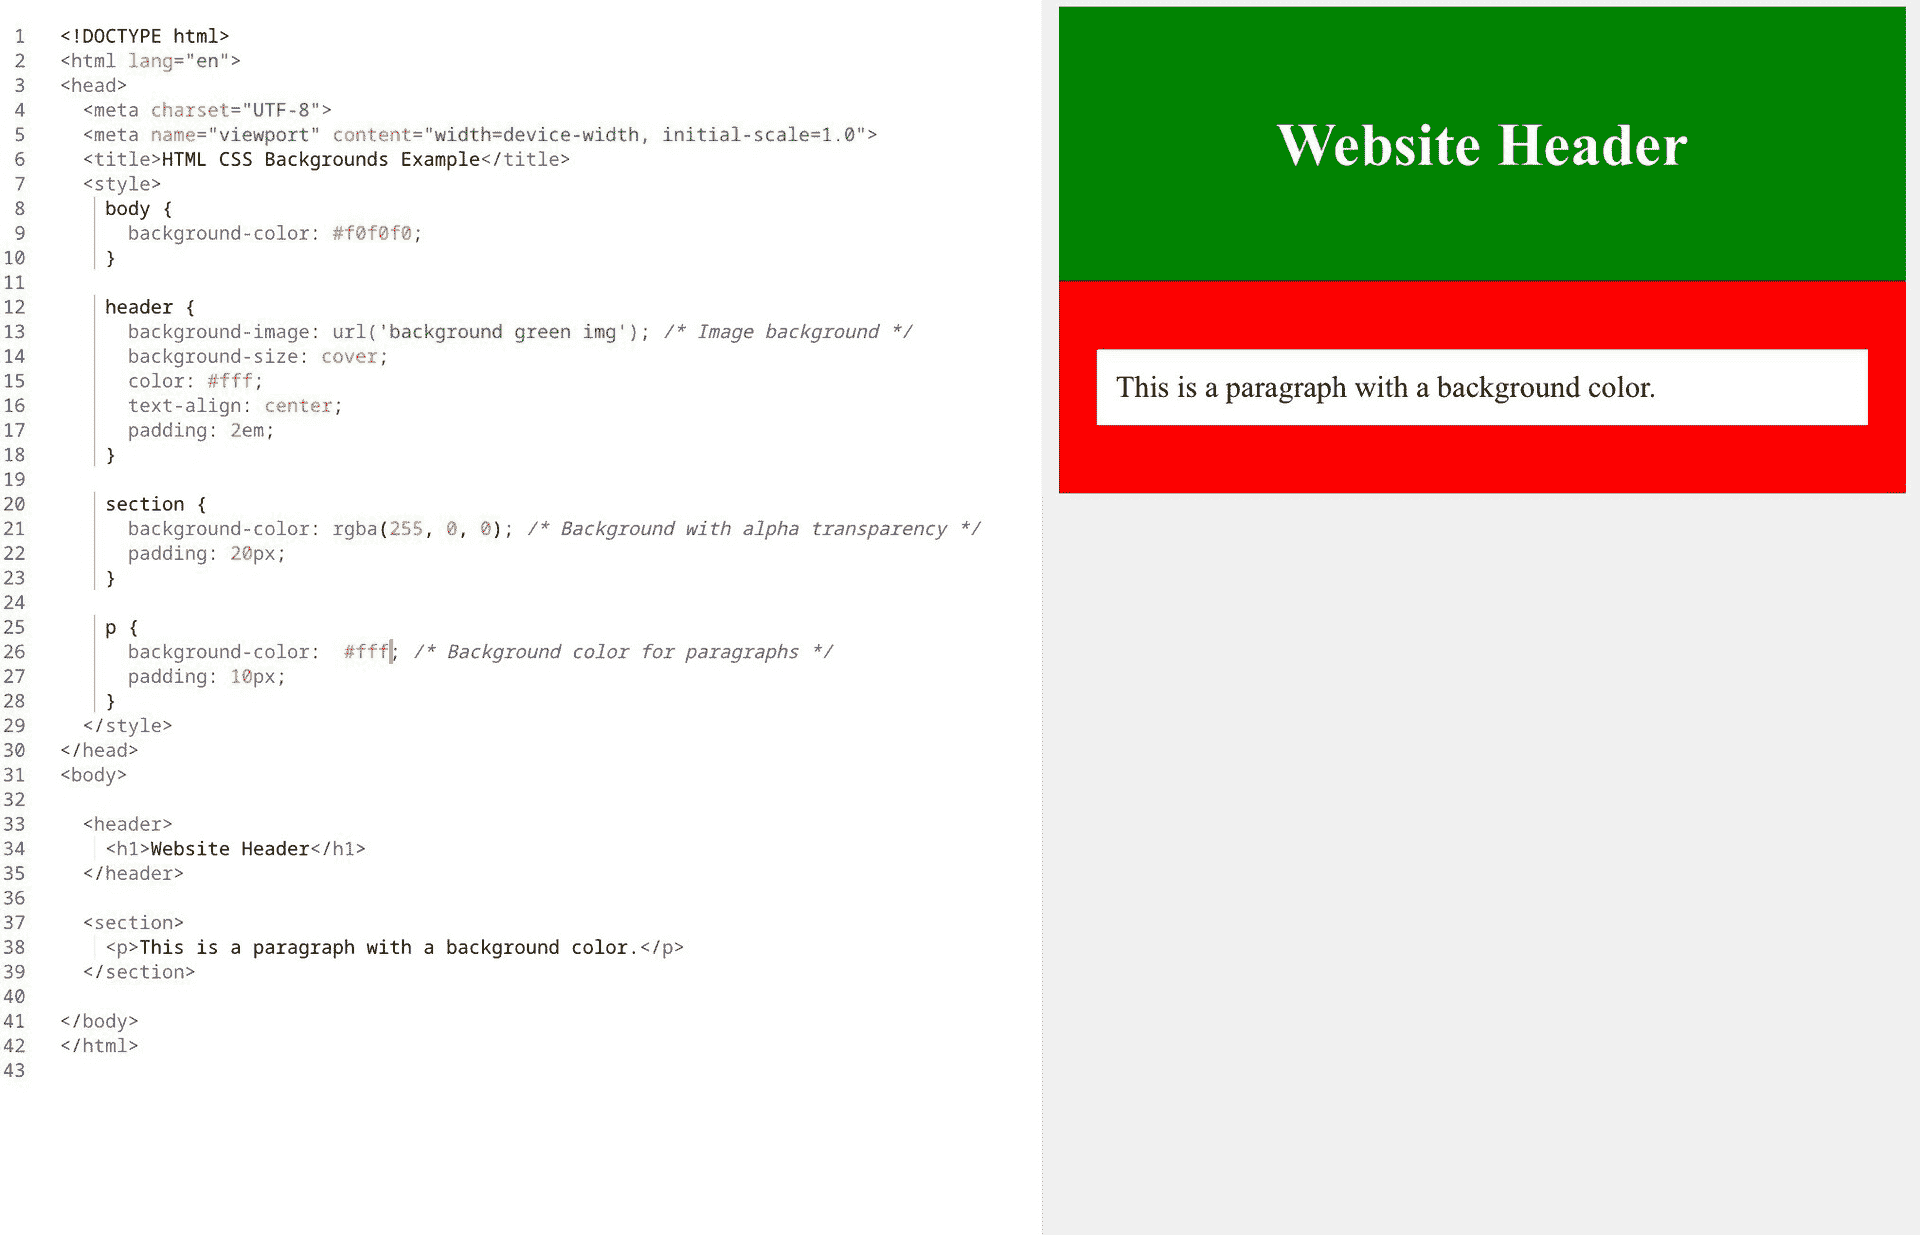 1 <!DOCTYPE html>
2 <html lang="en">
3 <head>
4 <meta charset="UTF-8">
5 <meta name="viewport" content="width=device-width, initial-scale=1.0">
6 <title>HTML CSS Backgrounds Example</title>
7 <style>
8 body {
9 background-color: #f0f0f0;
10 }
11
12 header {
13 background-image: url('background green img'); /* Image background */
14 background-size: cover;
15 color: #fff;
16 text-align: center;
17 padding: 2em;
18 }
19
20 section {
21 background-color: rgba(255, 0, 0); /* Background with alpha transparency */
22 padding: 20px;
23 }
24
25 p {
26 background-color:  #fff; /* Background color for paragraphs */
27 padding: 10px;
28 }
29 </style>
30 </head>
31 <body>
32
33 <header>
34 <h1>Website Header</h1>
35 </header>
36
37 <section>
38 <p>This is a paragraph with a background color.</p>
39 </section>
40
41 </body>
42 </html>
43
Website Header
This is a paragraph with a background color.